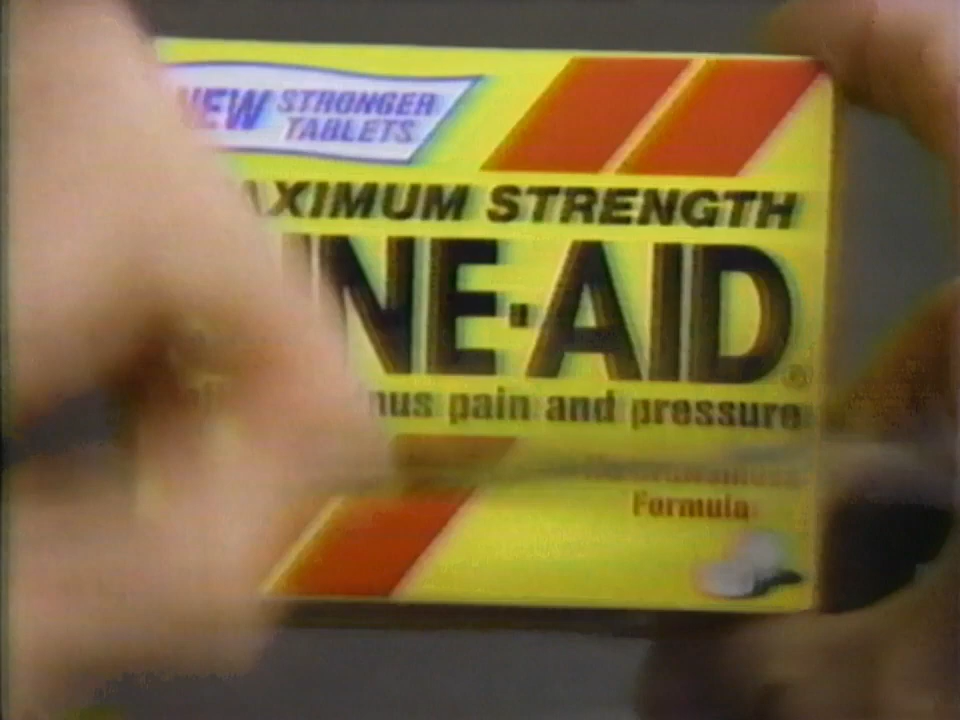 NEW STRONGER
TABLETS
AXIMUM STRENGTH
NE·AID®
nus pain and pressure
Formula